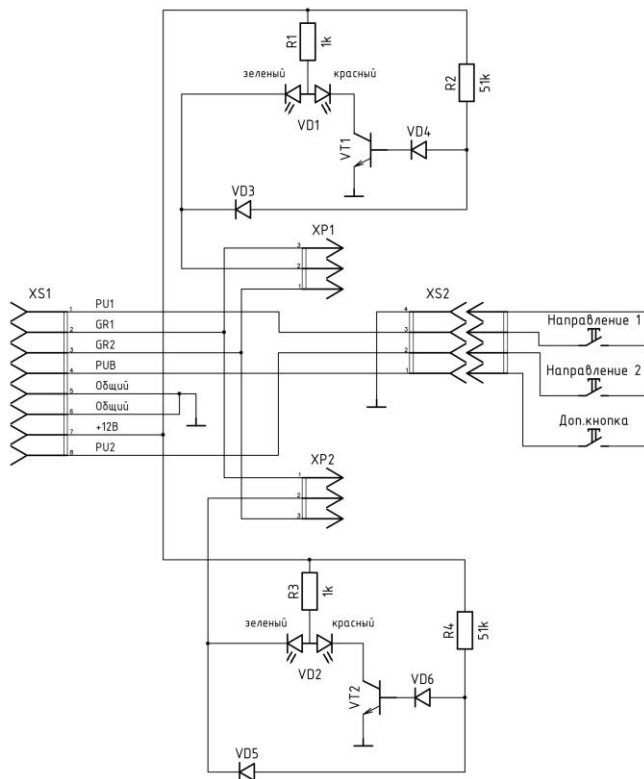 R1
1k
зеленый
красный
R2
51k
VD1
VT1
VD4
VD3
XP1
3
2
1
XS1
XS2
1 PU1
2 GR1
3 GR2
4 PUB
5 Общий
6 Общий
7 +12В
8 PU2
4
3
2
1
Направление 1
Направление 2
Доп.кнопка
XP2
1
2
3
R3
1k
зеленый
красный
R4
51k
VD2
VT2
VD6
VD5